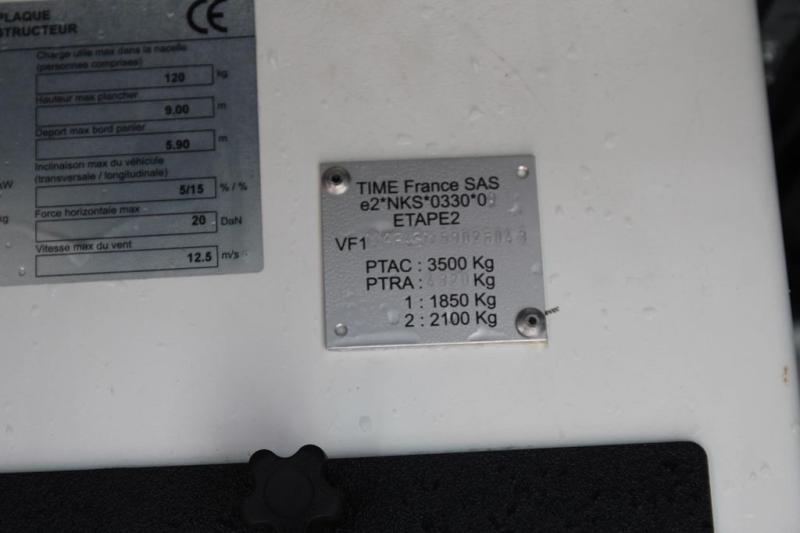 PLAQUE
STRUCTEUR
CE
Charge utile max dans la nacelle
(personnes comprises)
120 kg
Hauteur max plancher
9.00 m
Deport max bord panier
5.90 m
Inclinaison max du véhicule
(transversale / longitudinale)
5/15 % / %
Force horizontale max
20 DaN
Vitesse max du vent
12.5 m/s
kW
kg
TIME France SAS
e2*NKS*0330*0
ETAPE2
VF1
PTAC : 3500 Kg
PTRA : Kg
1 : 1850 Kg
2 : 2100 Kg